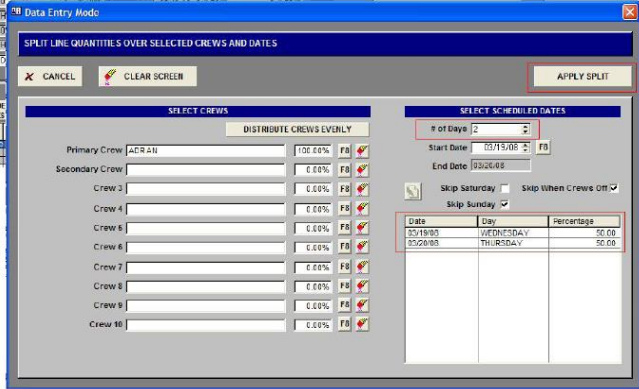 Data Entry Mode
SPLIT LINE QUANTITIES OVER SELECTED CREWS AND DATES
CANCEL CLEAR SCREEN APPLY SPLIT
SELECT CREWS
DISTRIBUTE CREWS EVENLY
Primary Crew ADRAN 100.00% F8
Secondary Crew 0.00% F8
Crew 3 0.00% F8
Crew 4 0.00% F8
Crew 5 0.00% F8
Crew 6 0.00% F8
Crew 7 0.00% F8
Crew 8 0.00% F8
Crew 9 0.00% F8
Crew 10 0.00% F8
SELECT SCHEDULED DATES
# of Days 2
Start Date 03/19/08 F8
End Date 03/20/08
Skip Saturday Skip When Crews Off
Skip Sunday
Date Day Percentage
03/19/08 WEDNESDAY 50.00
03/20/08 THURSDAY 50.00